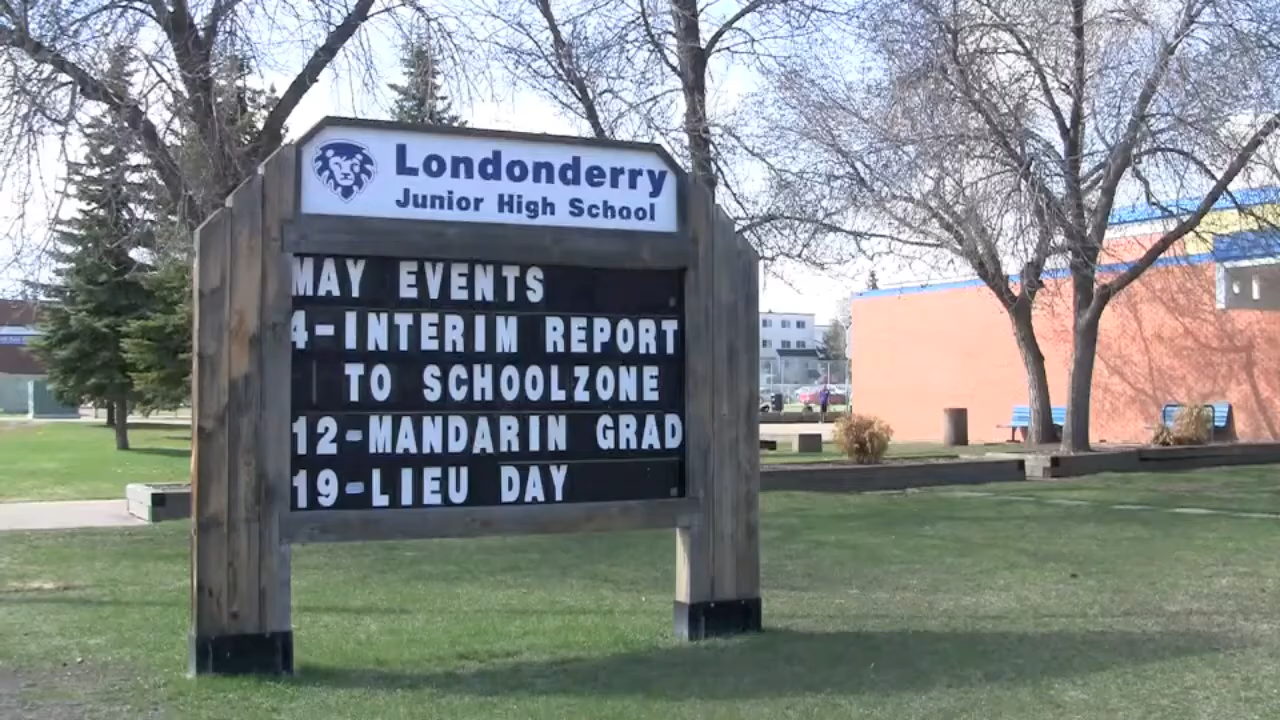 Londonderry
Junior High School
MAY EVENTS
4-INTERIM REPORT
TO SCHOOLZONE
12-MANDARIN GRAD
19-LIEU DAY